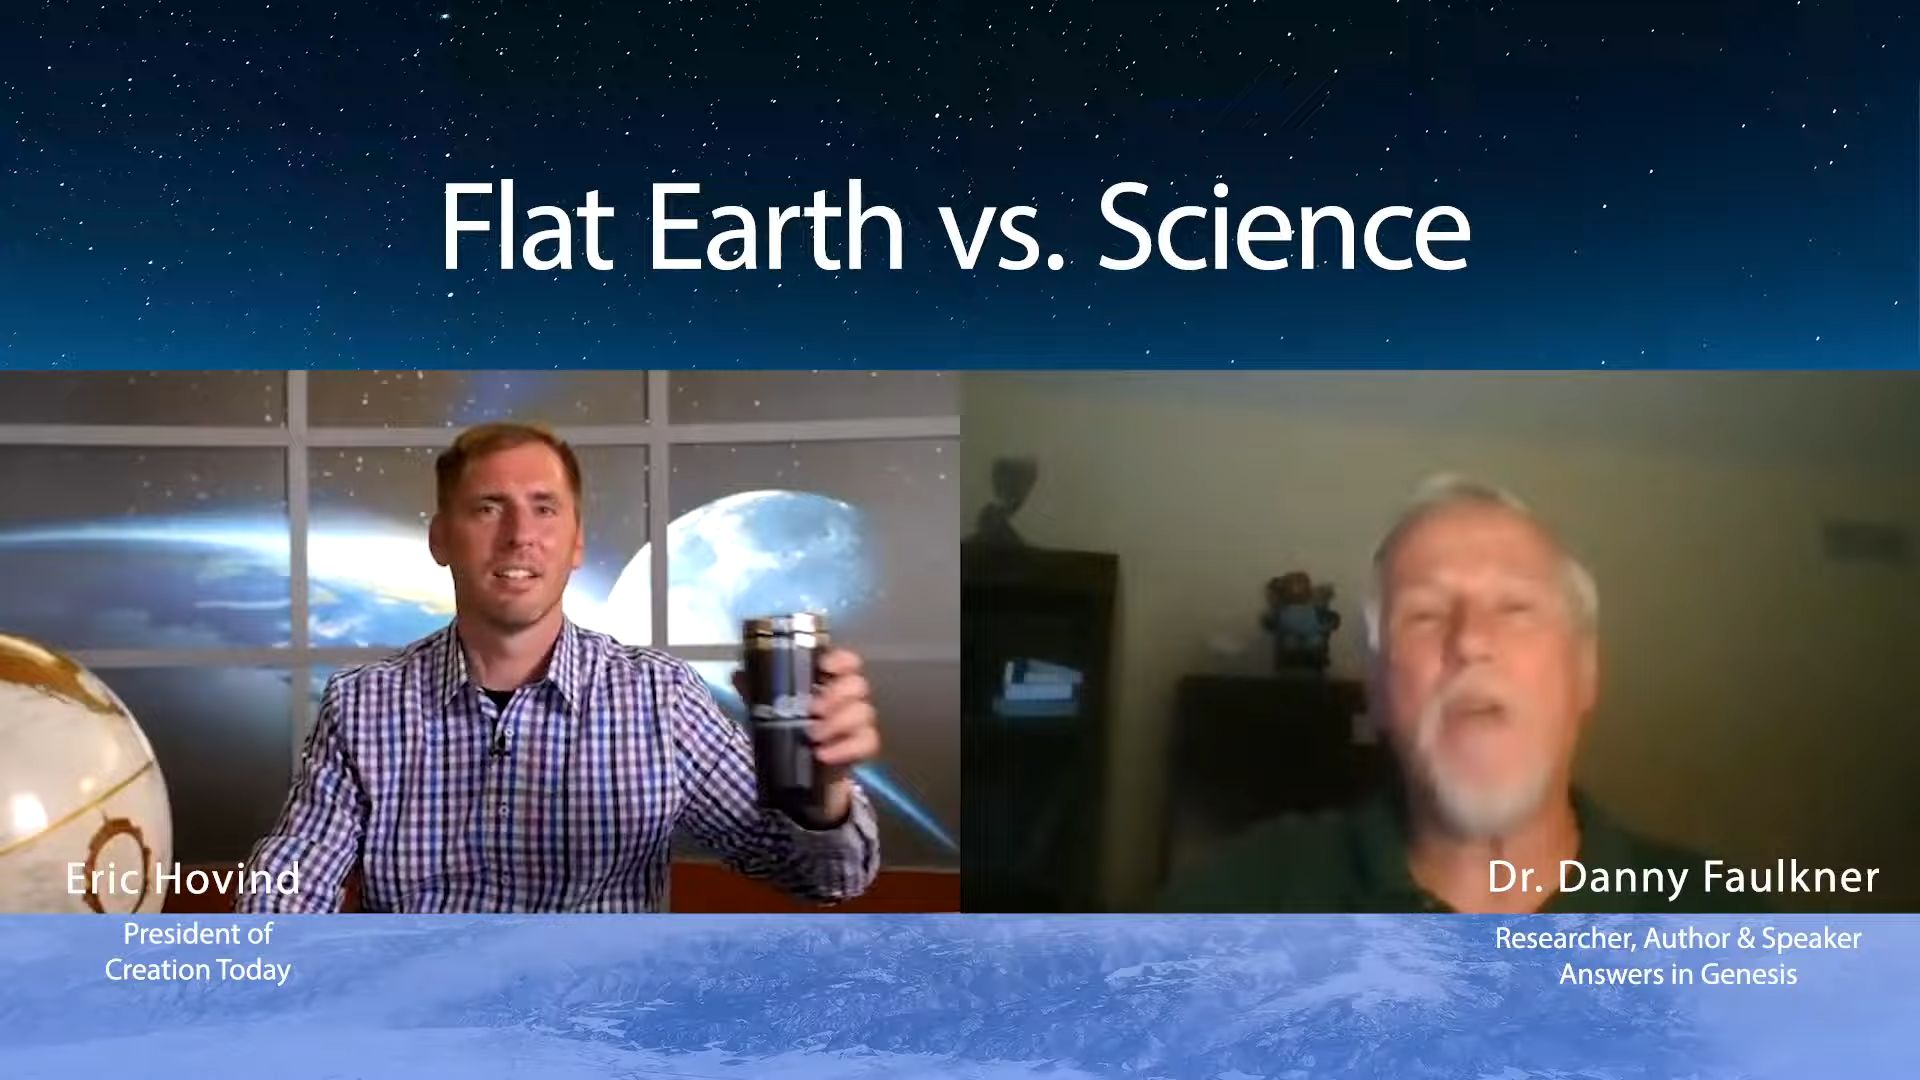 Flat Earth vs. Science
Eric Hovind
President of
Creation Today
Dr. Danny Faulkner
Researcher, Author & Speaker
Answers in Genesis